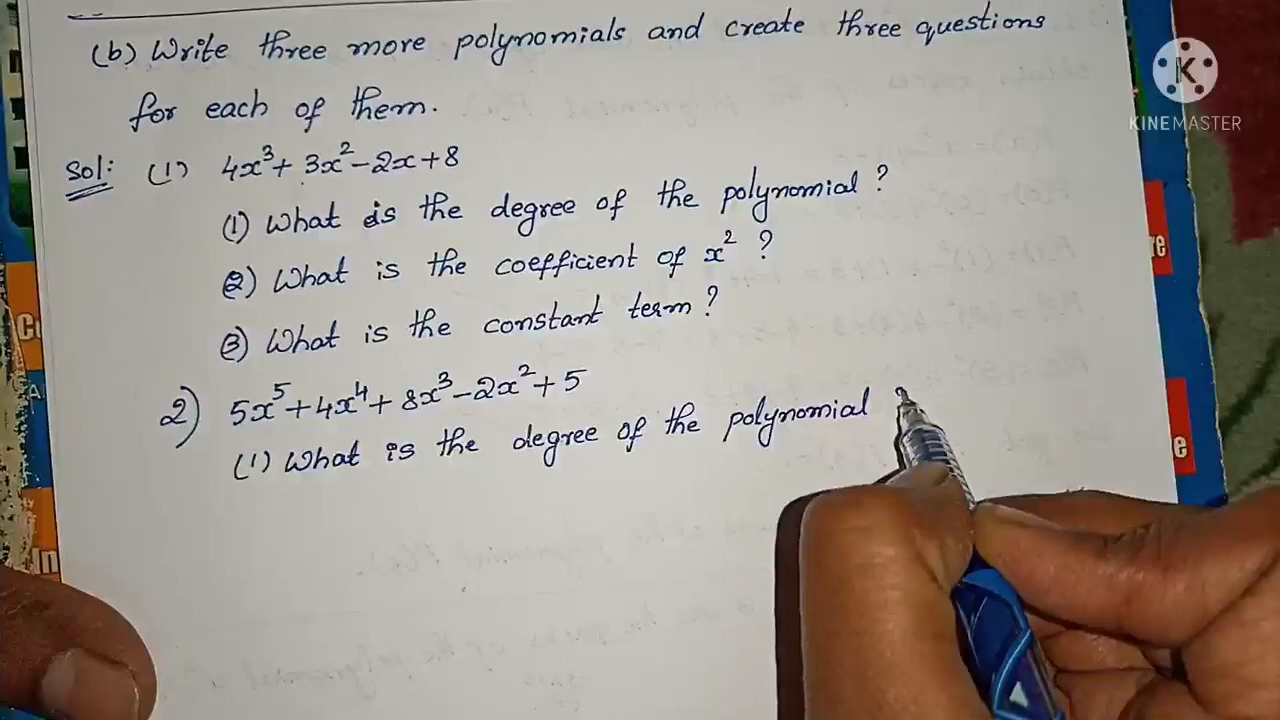 (b) Write three more polynomials and create three questions
for each of them.
Sol: (1) 4x³ + 3x² - 2x + 8
(1) What is the degree of the polynomial ?
(2) What is the coefficient of x² ?
(3) What is the constant term ?
2) 5x⁵ + 4x⁴ + 8x³ - 2x² + 5
(1) What is the degree of the polynomial ?
K
KINEMASTER